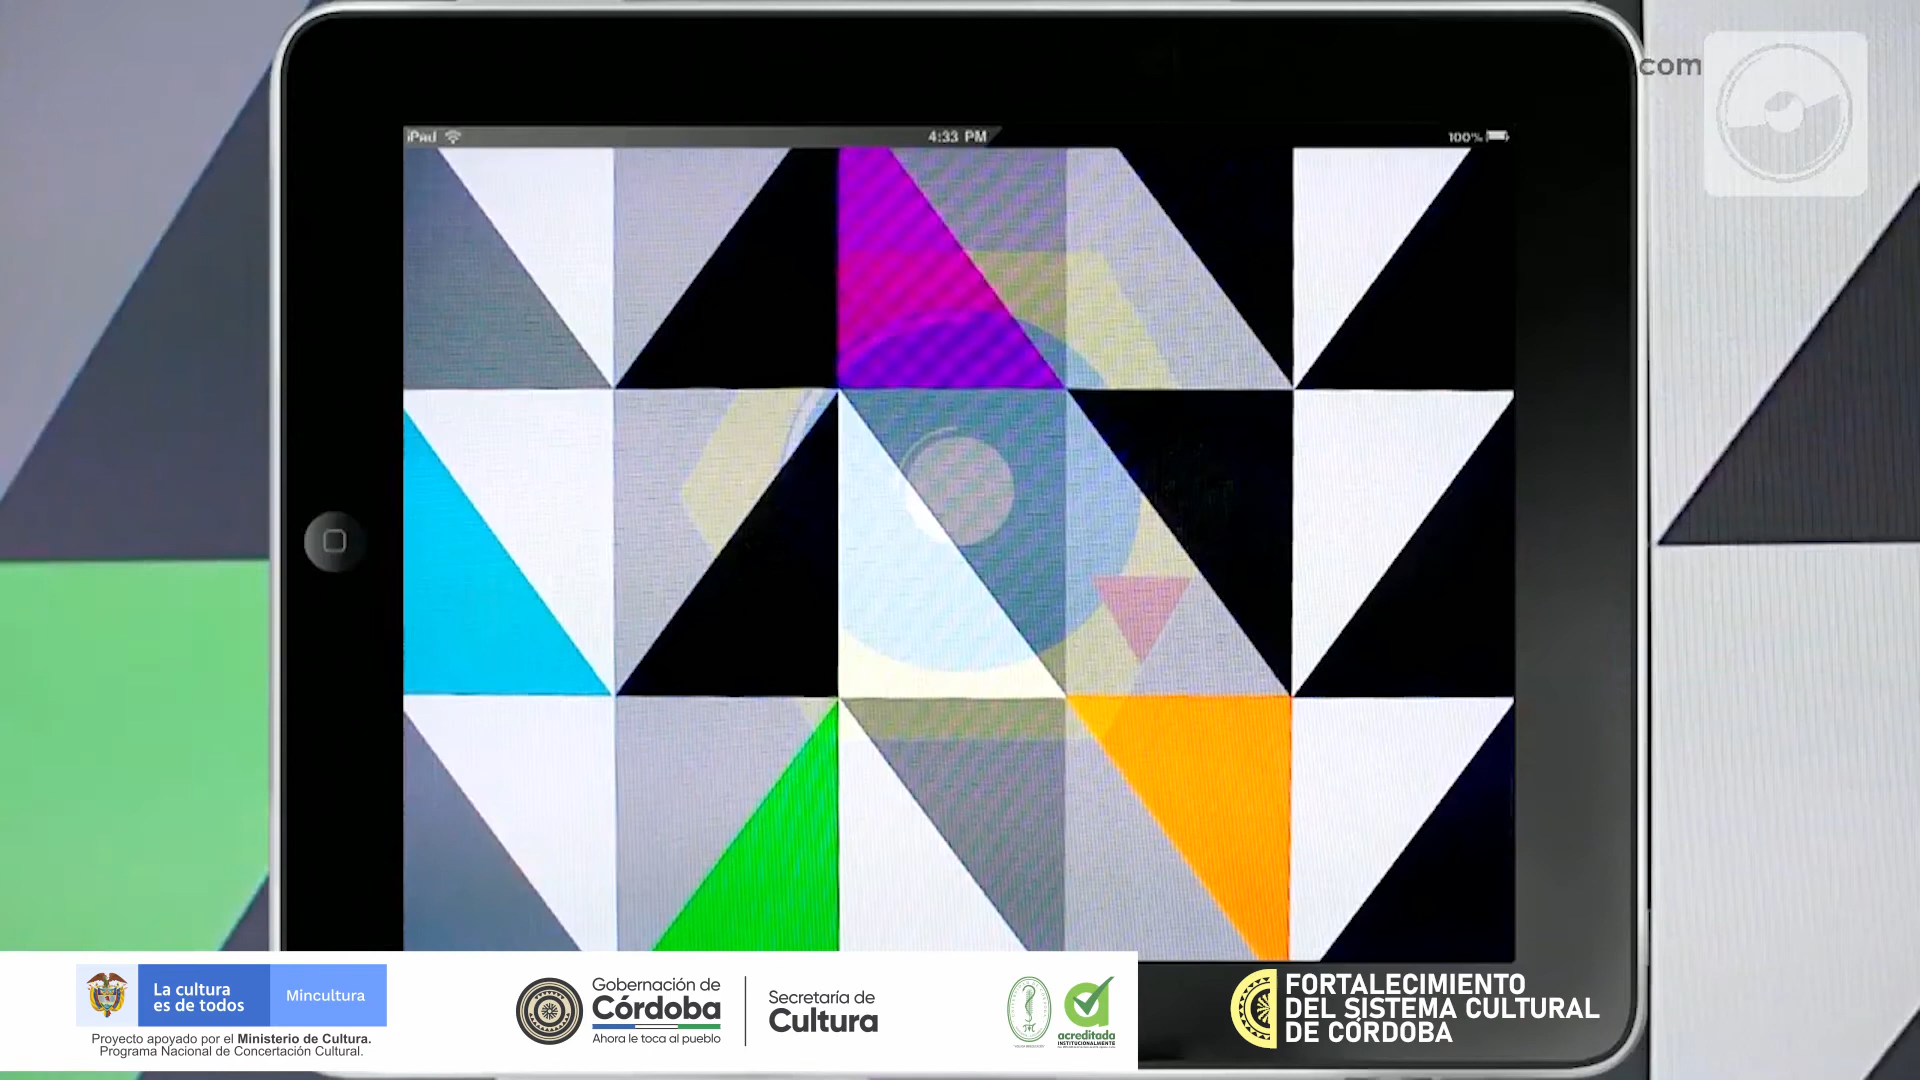 com
iPad
4:33 PM
100%
La cultura
es de todos
Mincultura
Proyecto apoyado por el Ministerio de Cultura.
Programa Nacional de Concertación Cultural.
Gobernación de
Córdoba
Ahora le toca al pueblo
Secretaría de
Cultura
acreditada
INSTITUCIONALMENTE
FORTALECIMIENTO
DEL SISTEMA CULTURAL
DE CÓRDOBA